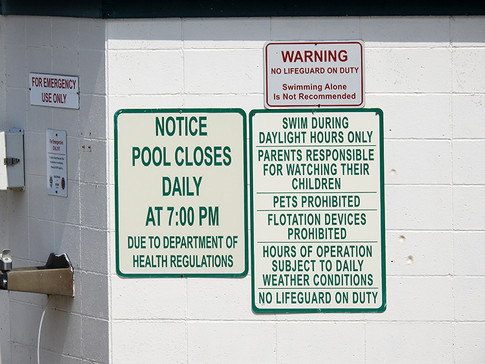 FOR EMERGENCY
USE ONLY
NOTICE
POOL CLOSES
DAILY
AT 7:00 PM
DUE TO DEPARTMENT OF
HEALTH REGULATIONS
WARNING
NO LIFEGUARD ON DUTY
Swimming Alone
Is Not Recommended
SWIM DURING
DAYLIGHT HOURS ONLY
PARENTS RESPONSIBLE
FOR WATCHING THEIR
CHILDREN
PETS PROHIBITED
FLOTATION DEVICES
PROHIBITED
HOURS OF OPERATION
SUBJECT TO DAILY
WEATHER CONDITIONS
NO LIFEGUARD ON DUTY